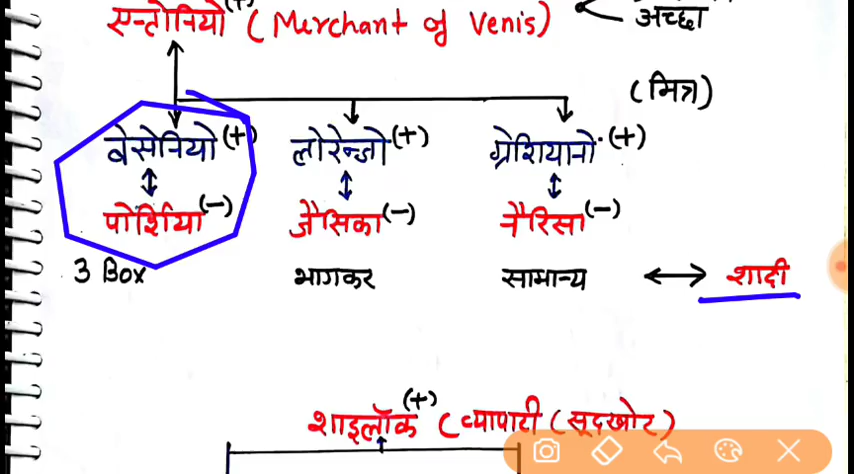 एन्टोनियो (+) (Merchant of Venis)
अच्छा
(मित्र)
बेसेनियो (+) लोरेन्जो (+) ग्रेशियानो (+)
पोर्शिया (-) जैसिका (-) नैरिसा (-)
3 Box भागकर सामान्य शादी
शाइलॉक (+) (व्यापारी (सूदखोर)